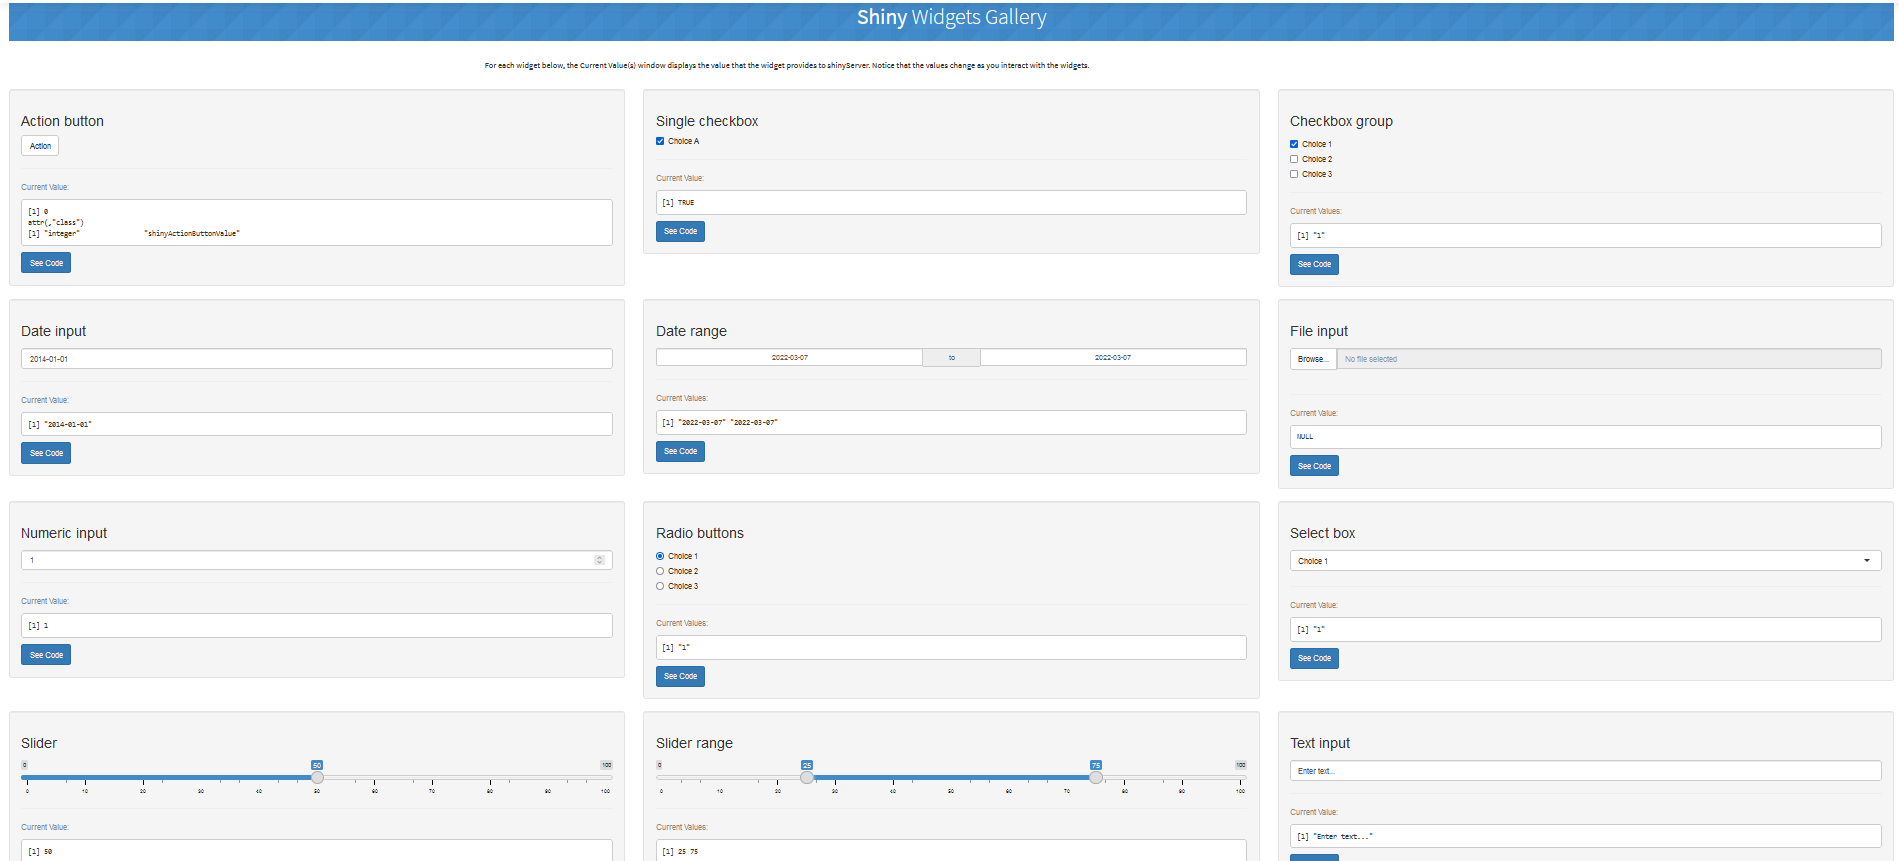 Shiny Widgets Gallery
For each widget below, the Current Value(s) window displays the value that the widget provides to shinyServer. Notice that the values change as you interact with the widgets.
Action button
Action
Current Value:
[1] 0
attr(,"class")
[1] "integer" "shinyActionButtonValue"
See Code
Single checkbox
Choice A
Current Value:
[1] TRUE
See Code
Checkbox group
Choice 1
Choice 2
Choice 3
Current Values:
[1] "1"
See Code
Date input
2014-01-01
Current Value:
[1] "2014-01-01"
See Code
Date range
2022-03-07 to 2022-03-07
Current Values:
[1] "2022-03-07" "2022-03-07"
See Code
File input
Browse... No file selected
Current Value:
NULL
See Code
Numeric input
1
Current Value:
[1] 1
See Code
Radio buttons
Choice 1
Choice 2
Choice 3
Current Values:
[1] "1"
See Code
Select box
Choice 1
Current Value:
[1] "1"
See Code
Slider
0 50 100
0 10 20 30 40 50 60 70 80 90 100
Current Value:
[1] 50
Slider range
0 25 75 100
0 10 20 30 40 50 60 70 80 90 100
Current Values:
[1] 25 75
Text input
Enter text...
Current Value:
[1] "Enter text..."